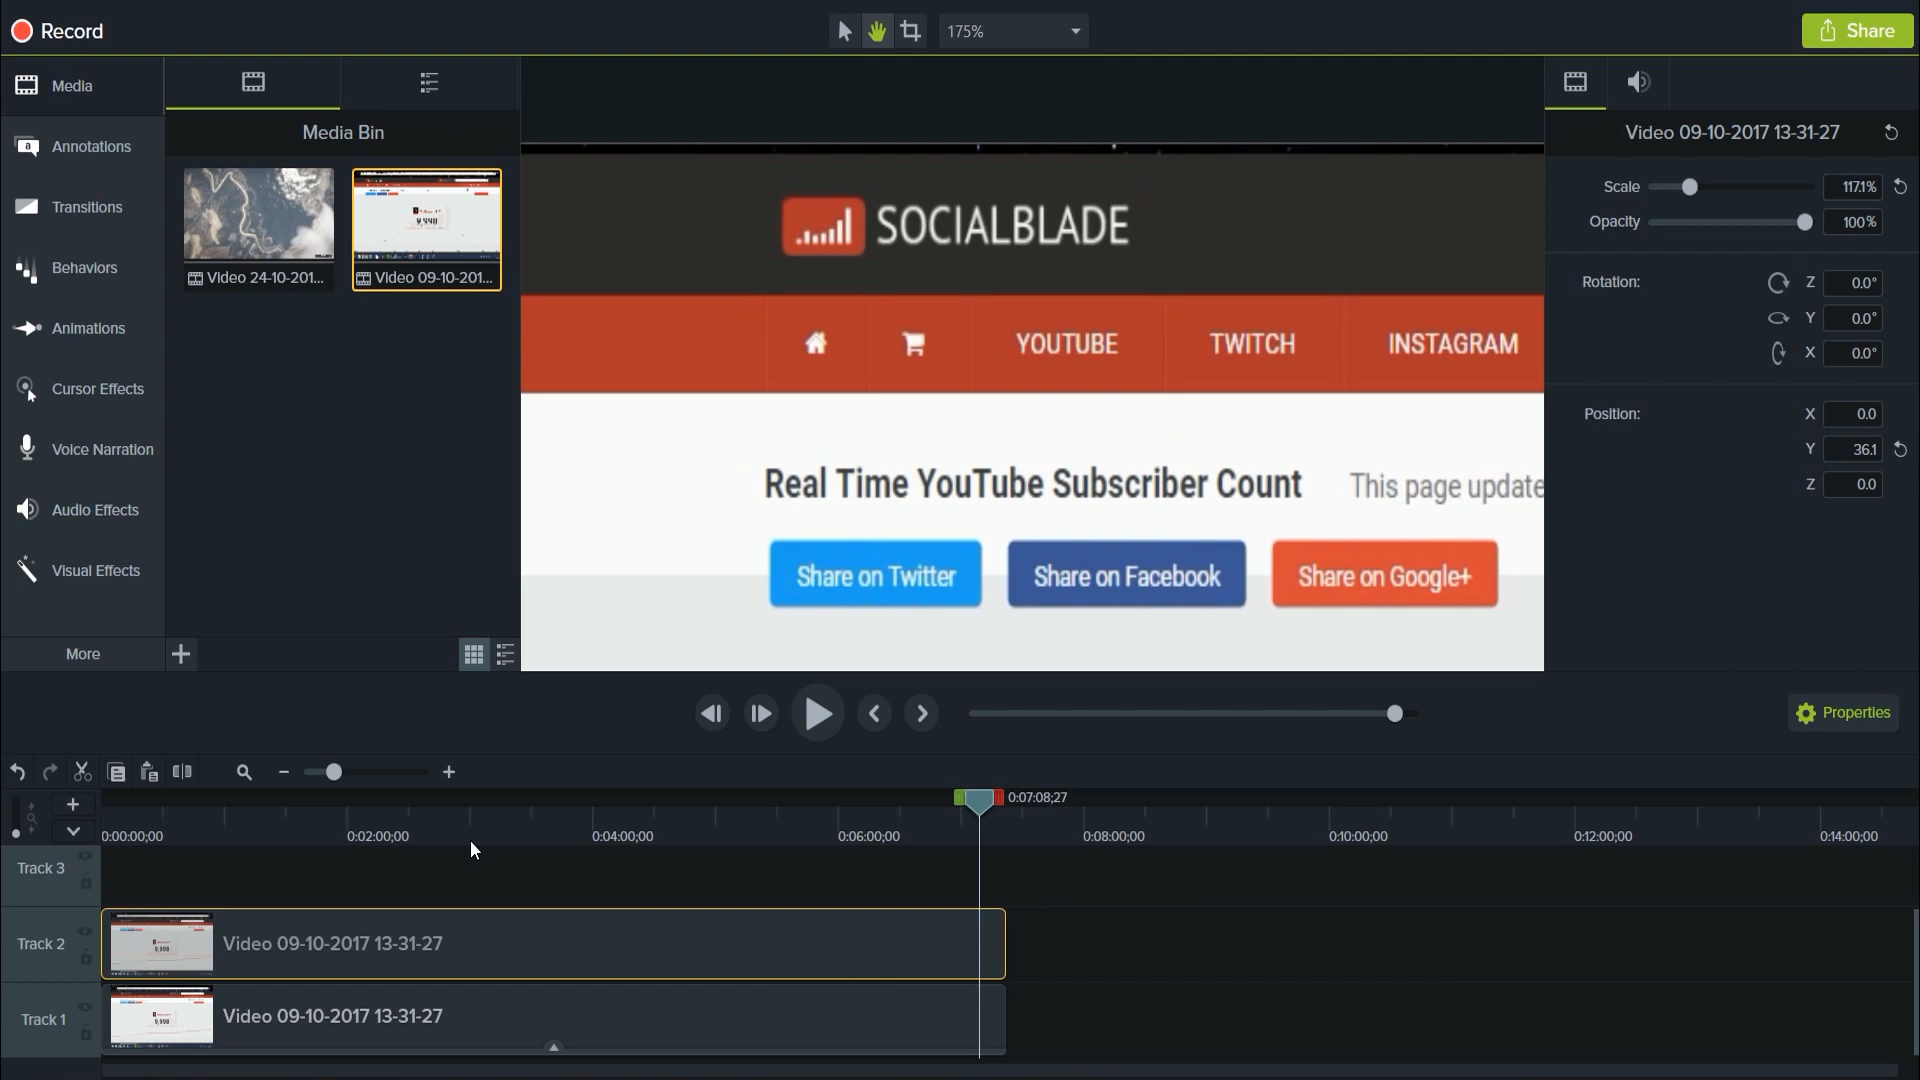 Record
175%
Share
Media
Annotations
Transitions
Behaviors
Animations
Cursor Effects
Voice Narration
Audio Effects
Visual Effects
More
Media Bin
Video 24-10-201...
Video 09-10-201...
SOCIALBLADE
YOUTUBE TWITCH INSTAGRAM
Real Time YouTube Subscriber Count This page update
Share on Twitter Share on Facebook Share on Google+
Video 09-10-2017 13-31-27
Scale 117.1%
Opacity 100%
Rotation: Z 0.0°
Y 0.0°
X 0.0°
Position: X 0.0
Y 36.1
Z 0.0
Properties
0:07:08;27
0:00:00;00 0:02:00;00 0:04:00;00 0:06:00;00 0:08:00;00 0:10:00;00 0:12:00;00 0:14:00;00
Track 3
Track 2 Video 09-10-2017 13-31-27
Track 1 Video 09-10-2017 13-31-27